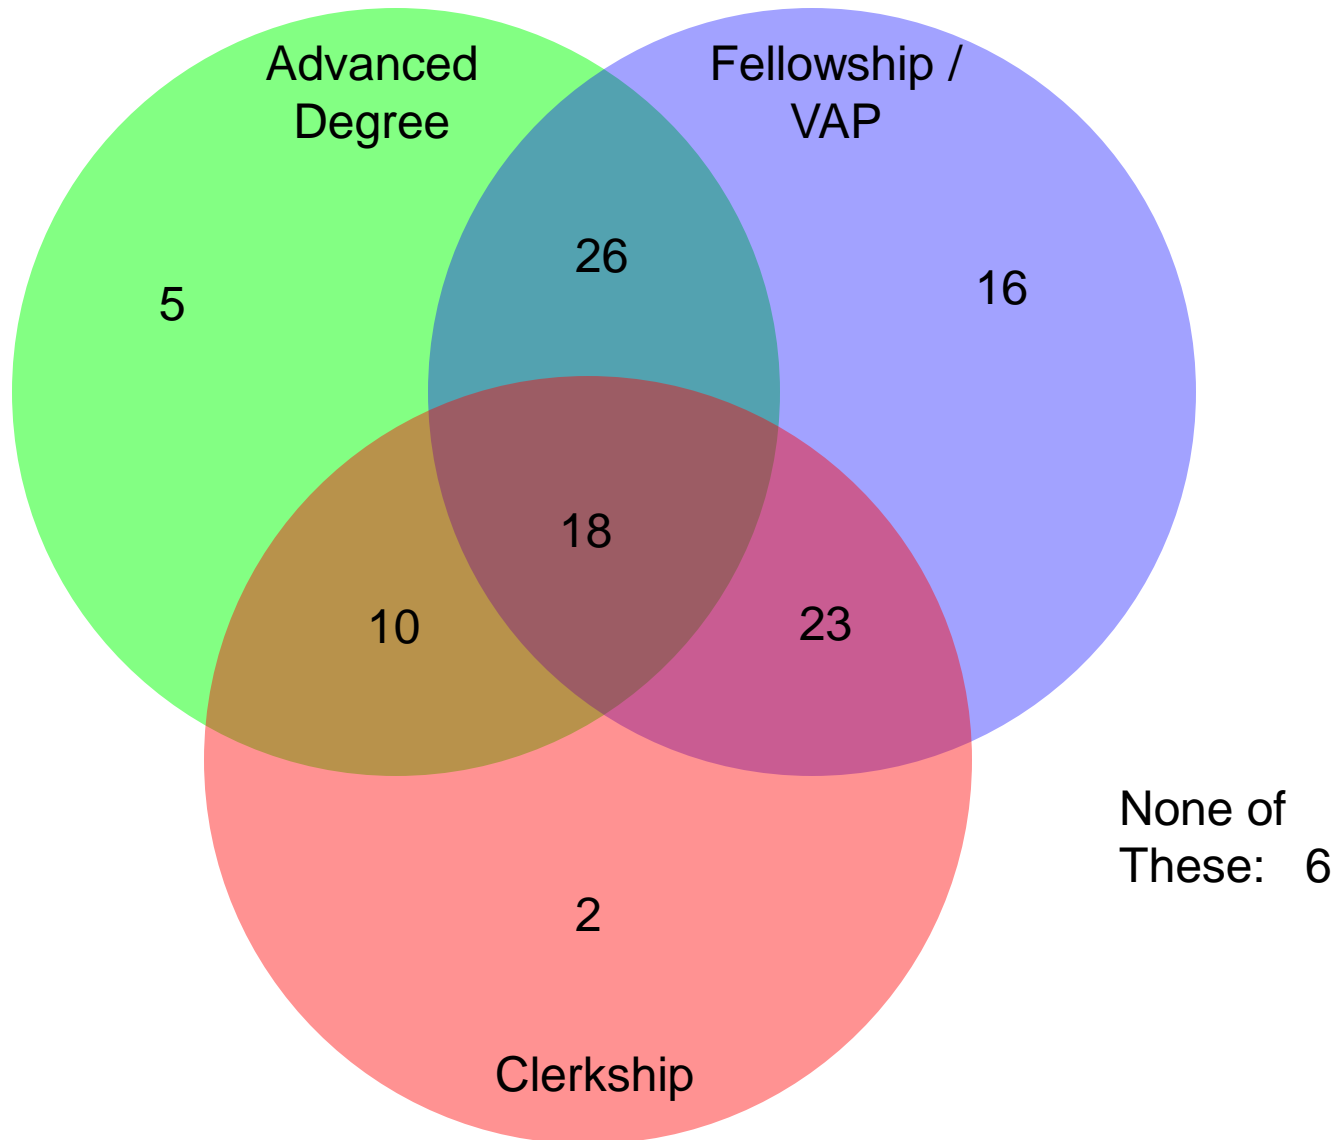 Advanced
Degree
Fellowship /
VAP
26
16
5
18
10
23
None of
These: 6
2
Clerkship